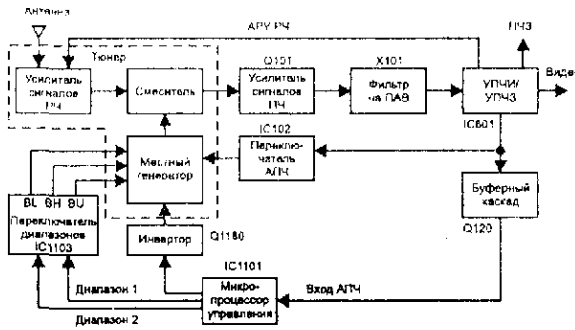 Антенна
АРУ РЧ
ПЧЗ
Тюнер
Q101
X101
Усилитель
сигналов
РЧ
Смеситель
Усилитель
сигналов
ПЧ
Фильтр
на ПАВ
УПЧИ/
УПЧЗ
Видео
IC102
IC601
Местный
генератор
Переклю-
чатель
АПЧ
BL BH BU
Буферный
каскад
Переключатель
диапазонов
IC1103
Инвертор
Q1180
Q120
IC1101
Микро-
процессор
управления
Диапазон 1
Вход АПЧ
Диапазон 2